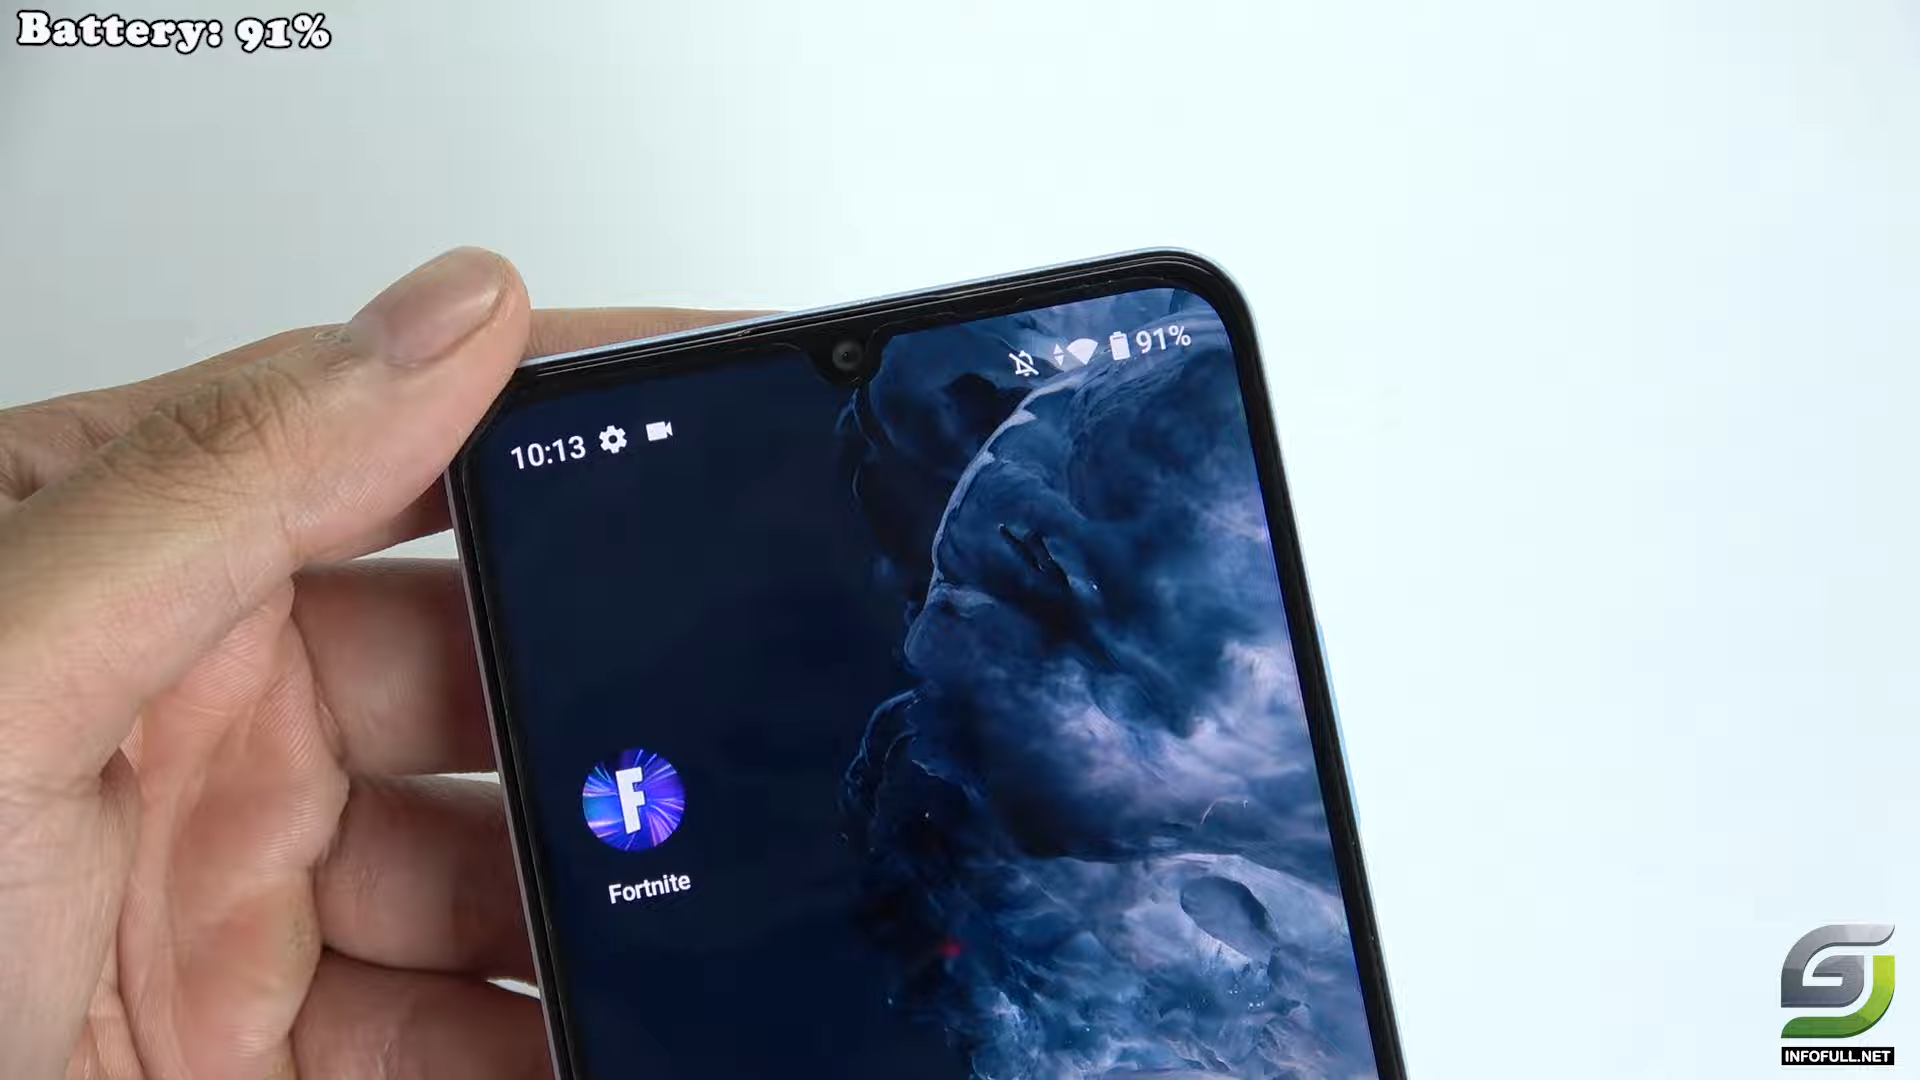 Battery: 91%
91%
10:13
F
Fortnite
INFOFULL.NET